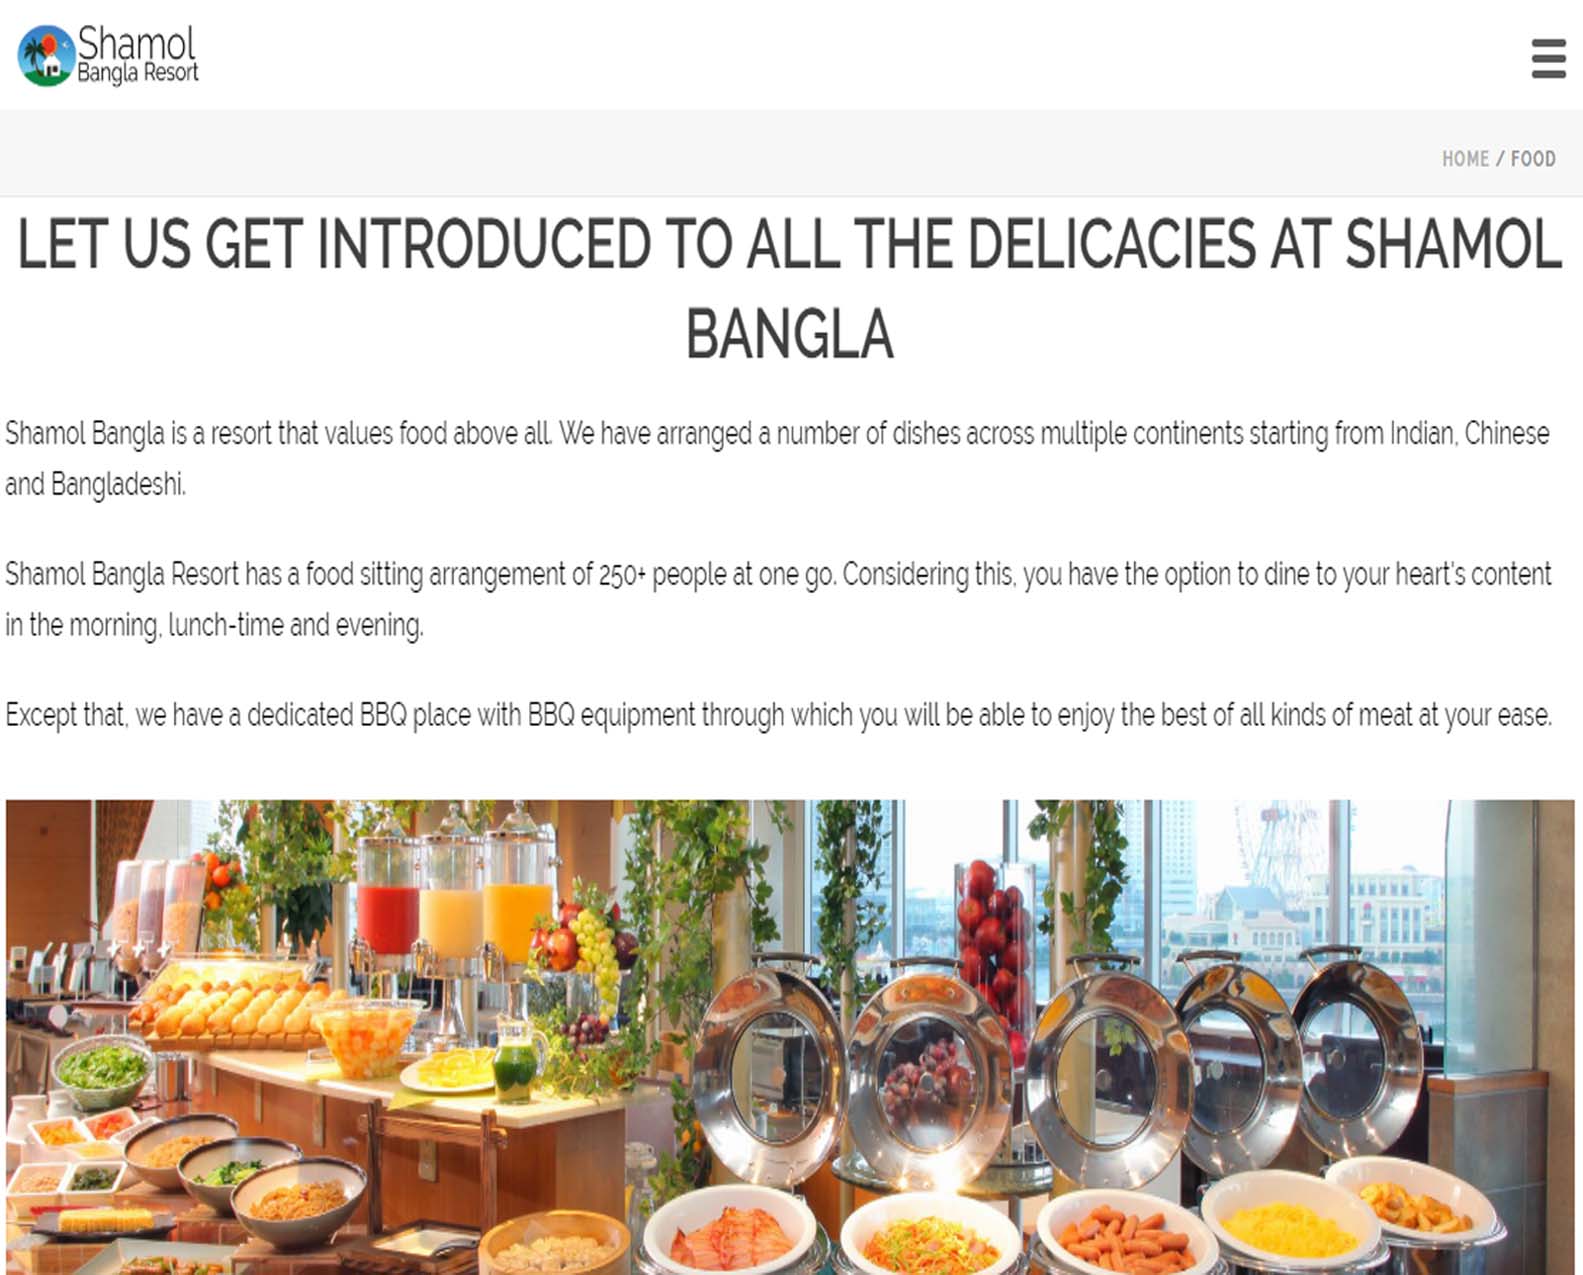 Shamol
Bangla Resort
HOME / FOOD
LET US GET INTRODUCED TO ALL THE DELICACIES AT SHAMOL
BANGLA
Shamol Bangla is a resort that values food above all. We have arranged a number of dishes across multiple continents starting from Indian, Chinese
and Bangladeshi.
Shamol Bangla Resort has a food sitting arrangement of 250+ people at one go. Considering this, you have the option to dine to your heart's content
in the morning, lunch-time and evening.
Except that, we have a dedicated BBQ place with BBQ equipment through which you will be able to enjoy the best of all kinds of meat at your ease.